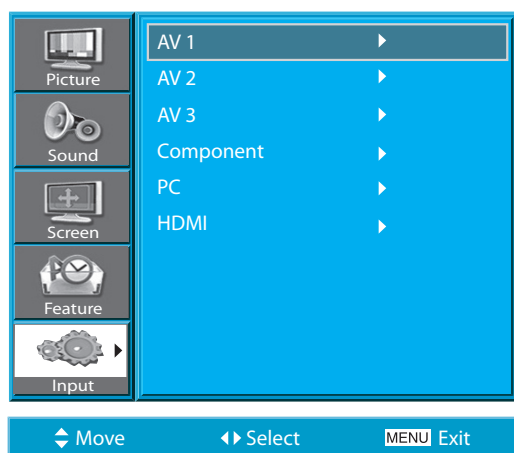 Picture
Sound
Screen
Feature
Input
AV 1
AV 2
AV 3
Component
PC
HDMI
Move Select MENU Exit